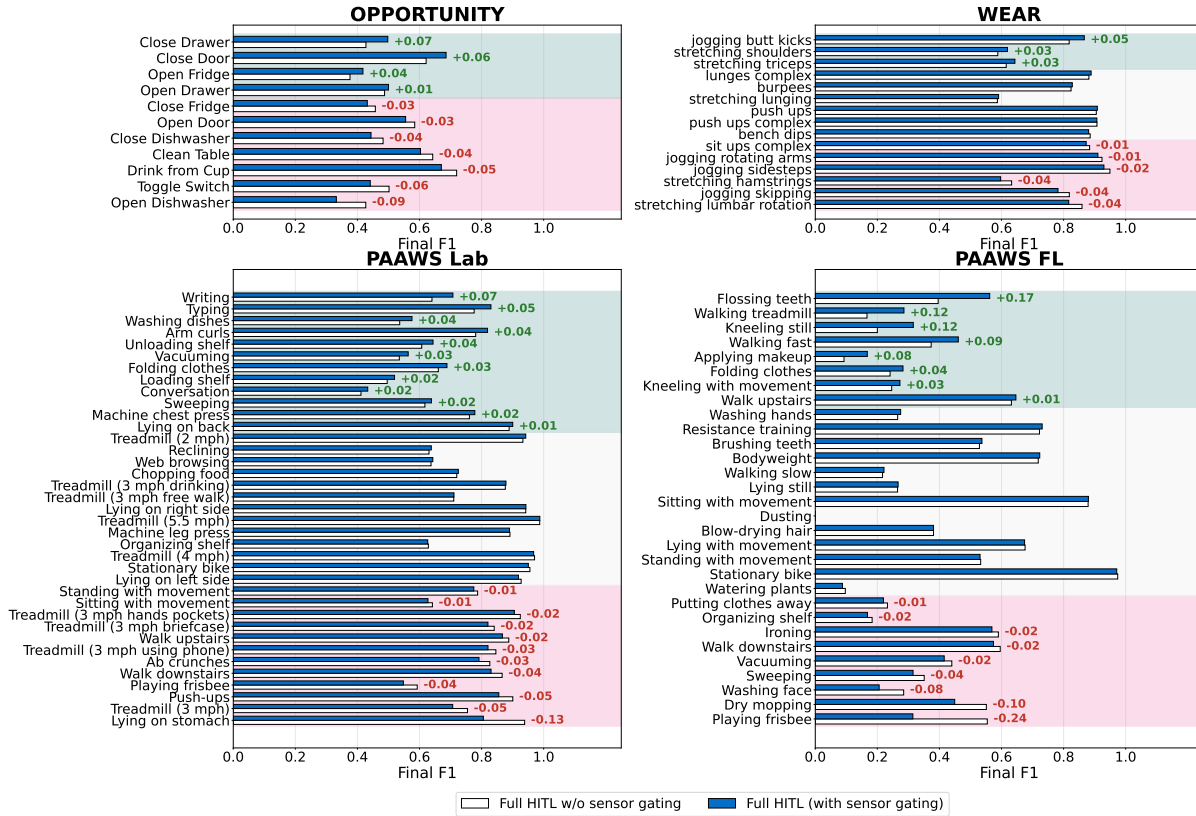 OPPORTUNITY
Close Drawer +0.07
Close Door +0.06
Open Fridge +0.04
Open Drawer +0.01
Close Fridge -0.03
Open Door -0.03
Close Dishwasher -0.04
Clean Table -0.04
Drink from Cup -0.05
Toggle Switch -0.06
Open Dishwasher -0.09
0.0 0.2 0.4 0.6 0.8 1.0
Final F1
WEAR
jogging butt kicks +0.05
stretching shoulders +0.03
stretching triceps +0.03
lunges complex
burpees
stretching lunging
push ups
push ups complex
bench dips
sit ups complex -0.01
jogging rotating arms -0.01
jogging sidesteps -0.02
stretching hamstrings -0.04
jogging skipping -0.04
stretching lumbar rotation -0.04
0.0 0.2 0.4 0.6 0.8 1.0
Final F1
PAAWS Lab
Writing +0.07
Typing +0.05
Washing dishes +0.04
Arm curls +0.04
Unloading shelf +0.04
Vacuuming +0.03
Folding clothes +0.03
Loading shelf +0.02
Conversation +0.02
Sweeping +0.02
Machine chest press +0.02
Lying on back +0.01
Treadmill (2 mph)
Reclining
Web browsing
Chopping food
Treadmill (3 mph drinking)
Treadmill (3 mph free walk)
Lying on right side
Treadmill (5.5 mph)
Machine leg press
Organizing shelf
Treadmill (4 mph)
Stationary bike
Lying on left side
Standing with movement -0.01
Sitting with movement -0.01
Treadmill (3 mph hands pockets) -0.02
Treadmill (3 mph briefcase) -0.02
Walk upstairs -0.02
Treadmill (3 mph using phone) -0.03
Ab crunches -0.03
Walk downstairs -0.04
Playing frisbee -0.04
Push-ups -0.05
Treadmill (3 mph) -0.05
Lying on stomach -0.13
0.0 0.2 0.4 0.6 0.8 1.0
Final F1
PAAWS FL
Flossing teeth +0.17
Walking treadmill +0.12
Kneeling still +0.12
Walking fast +0.09
Applying makeup +0.08
Folding clothes +0.04
Kneeling with movement +0.03
Walk upstairs +0.01
Washing hands
Resistance training
Brushing teeth
Bodyweight
Walking slow
Lying still
Sitting with movement
Dusting
Blow-drying hair
Lying with movement
Standing with movement
Stationary bike
Watering plants
Putting clothes away -0.01
Organizing shelf -0.02
Ironing -0.02
Walk downstairs -0.02
Vacuuming -0.02
Sweeping -0.04
Washing face -0.08
Dry mopping -0.10
Playing frisbee -0.24
0.0 0.2 0.4 0.6 0.8 1.0
Final F1
Full HITL w/o sensor gating
Full HITL (with sensor gating)